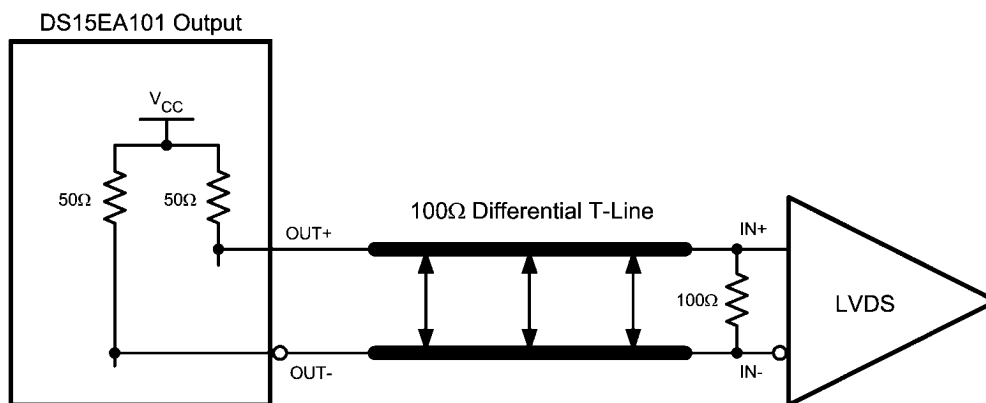 DS15EA101 Output
VCC
50Ω
50Ω
100Ω Differential T-Line
OUT+
IN+
100Ω
LVDS
OUT-
IN-